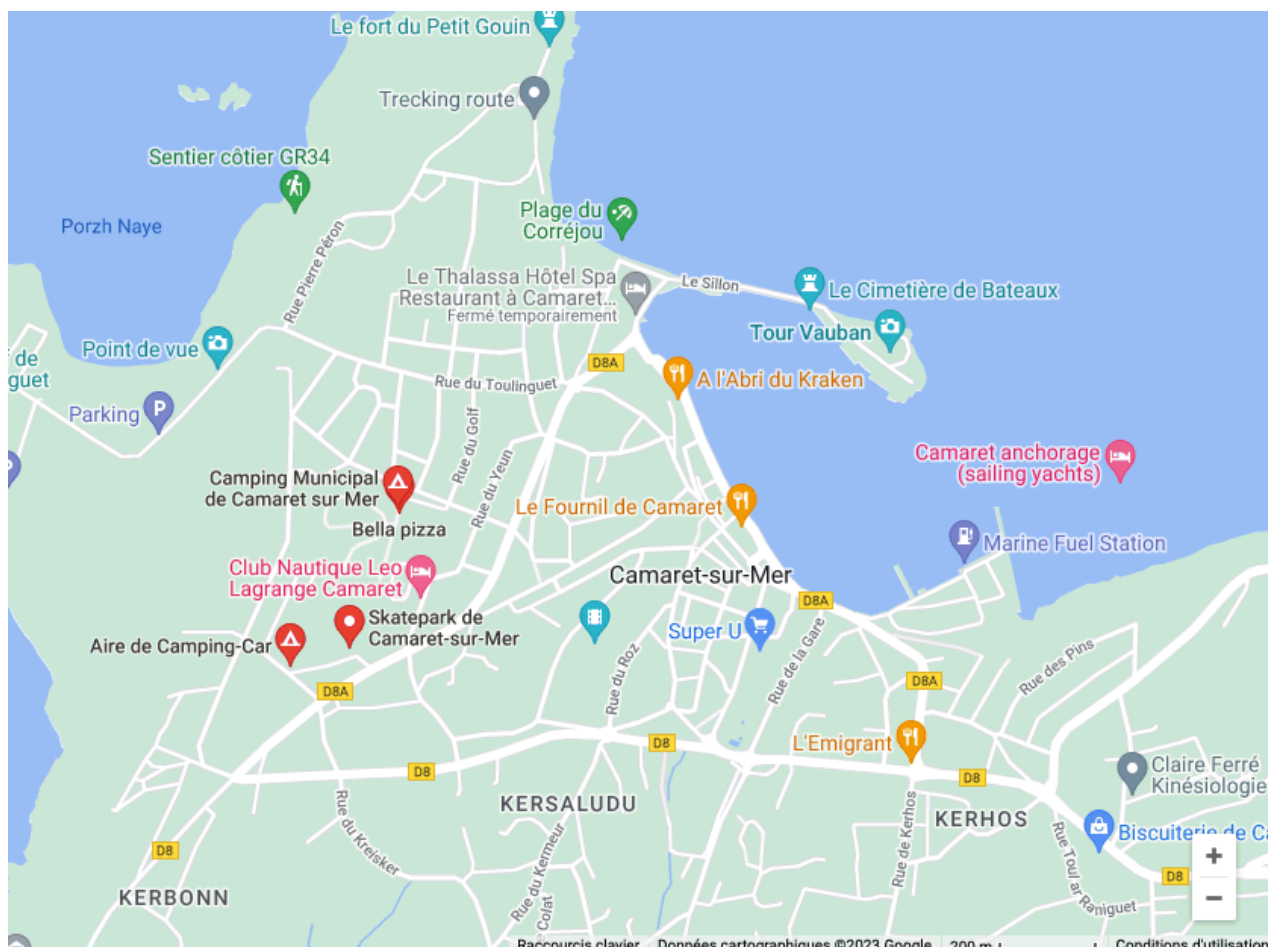 Le fort du Petit Gouin
Trecking route
Sentier côtier GR34
Porzh Naye
Plage du
Corréjou
Rue Pierre Péron
Le Thalassa Hôtel Spa
Restaurant à Camaret...
Fermé temporairement
Le Sillon
Le Cimetière de Bateaux
Tour Vauban
Point de vue
de
guet
D8A
Rue du Toulinguet
A l'Abri du Kraken
Parking
P
Rue du Golf
Camaret anchorage
(sailing yachts)
Camping Municipal
de Camaret sur Mer
Rue du Yeun
Bella pizza
Le Fournil de Camaret
Marine Fuel Station
Club Nautique Leo
Lagrange Camaret
Camaret-sur-Mer
D8A
Skatepark de
Camaret-sur-Mer
Super U
Aire de Camping-Car
Rue du Roz
Rue de la Gare
Rue des Pins
D8A
D8A
L'Emigrant
D8
D8
D8
Claire Ferré
Kinésiologie
KERSALUDU
KERHOS
Rue du Kreisker
Rue du Kermeur
Rue de Kerhos
Rue Toul ar Raniguet
Biscuiterie de Ca
D8
D8
KERBONN
Colat
+
−
Raccourcis clavier
Données cartographiques ©2023 Google
200 m
Conditions d'utilisation